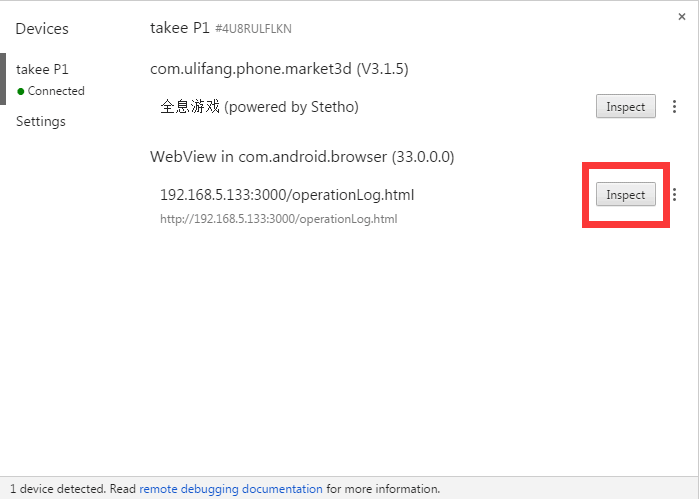 Devices
takee P1 #4U8RULFLKN
takee P1
Connected
Settings
com.ulifang.phone.market3d (V3.1.5)
全息游戏 (powered by Stetho)
Inspect
WebView in com.android.browser (33.0.0.0)
192.168.5.133:3000/operationLog.html
Inspect
http://192.168.5.133:3000/operationLog.html
1 device detected. Read remote debugging documentation for more information.